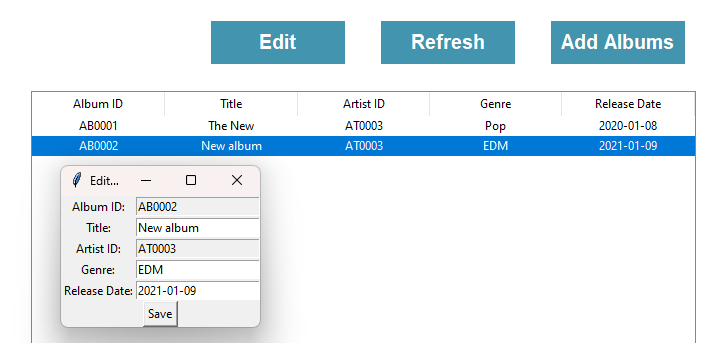 Edit Refresh Add Albums
Album ID Title Artist ID Genre Release Date
AB0001 The New AT0003 Pop 2020-01-08
AB0002 New album AT0003 EDM 2021-01-09
Edit...
Album ID: AB0002
Title: New album
Artist ID: AT0003
Genre: EDM
Release Date: 2021-01-09
Save